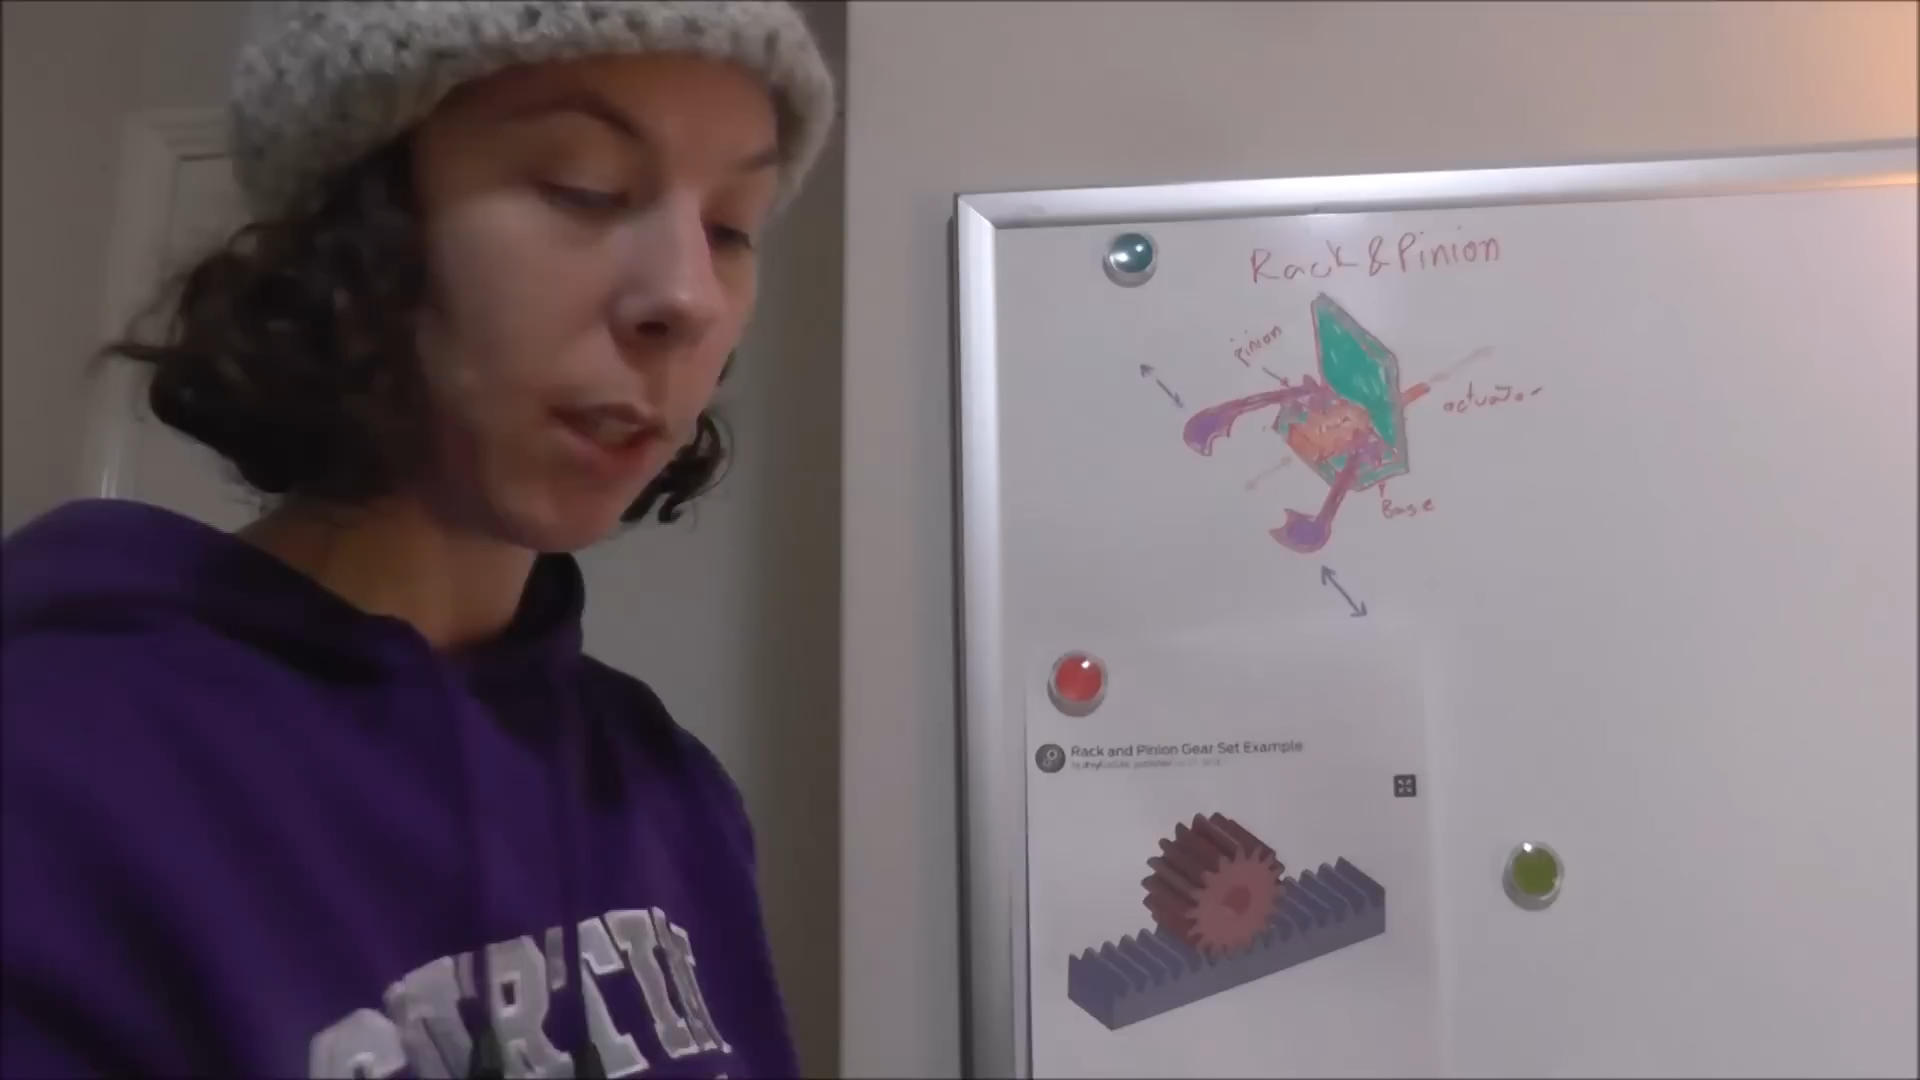 Rack & Pinion
pinion
actuator
Base
Rack and Pinion Gear Set Example